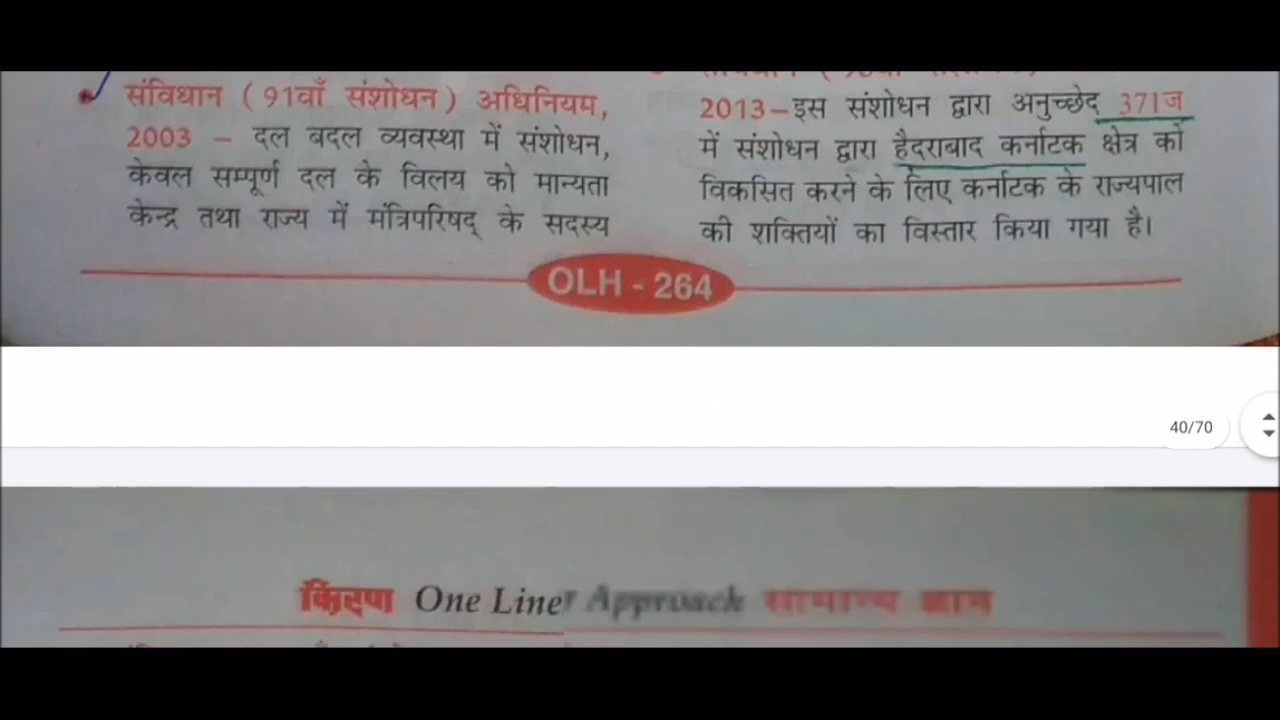 संविधान (91वाँ संशोधन) अधिनियम,
2003 – दल बदल व्यवस्था में संशोधन,
केवल सम्पूर्ण दल के विलय को मान्यता
केन्द्र तथा राज्य में मंत्रिपरिषद् के सदस्य
2013–इस संशोधन द्वारा अनुच्छेद 371ज
में संशोधन द्वारा हैदराबाद कर्नाटक क्षेत्र को
विकसित करने के लिए कर्नाटक के राज्यपाल
की शक्तियों का विस्तार किया गया है।
OLH - 264
40/70
किरण One Liner Approach सामान्य ज्ञान